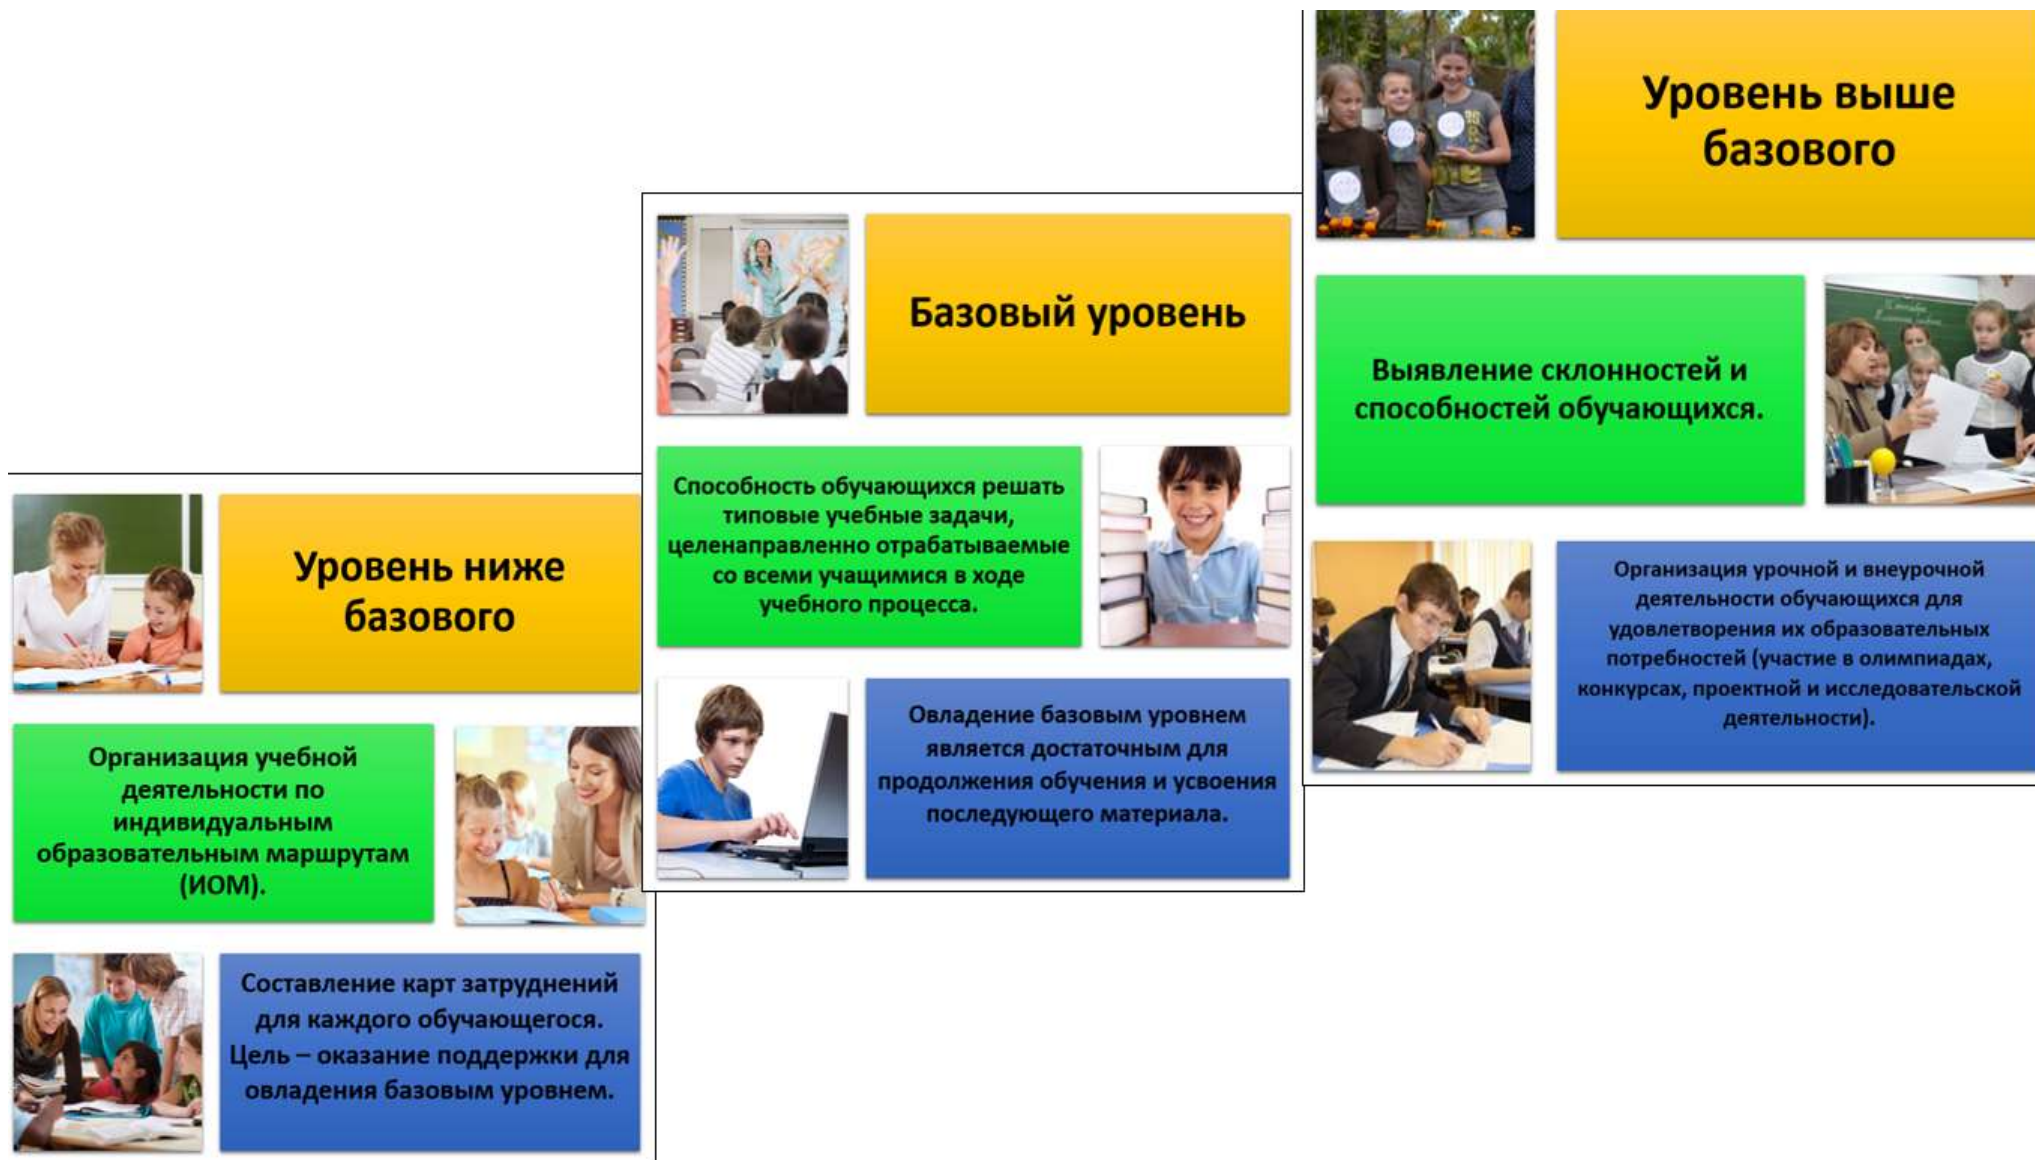 Уровень ниже
базового
Организация учебной
деятельности по
индивидуальным
образовательным маршрутам
(ИОМ).
Составление карт затруднений
для каждого обучающегося.
Цель – оказание поддержки для
овладения базовым уровнем.
Базовый уровень
Способность обучающихся решать
типовые учебные задачи,
целенаправленно отрабатываемые
со всеми учащимися в ходе
учебного процесса.
Овладение базовым уровнем
является достаточным для
продолжения обучения и усвоения
последующего материала.
Уровень выше
базового
Выявление склонностей и
способностей обучающихся.
Организация урочной и внеурочной
деятельности обучающихся для
удовлетворения их образовательных
потребностей (участие в олимпиадах,
конкурсах, проектной и исследовательской
деятельности).